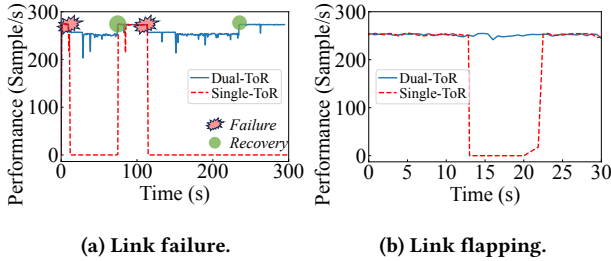 Performance (Sample/s)
300
200
100
0
Dual-ToR
Single-ToR
Failure
Recovery
0
100
200
300
Time (s)
(a) Link failure.
Performance (Sample/s)
300
200
100
0
Dual-ToR
Single-ToR
0
5
10
15
20
25
30
Time (s)
(b) Link flapping.